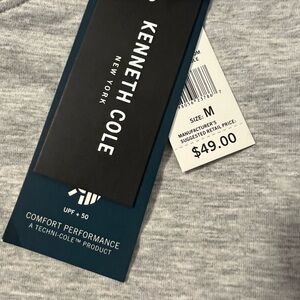 KENNETH COLE
NEW YORK
UPF + 50
COMFORT PERFORMANCE
A TECHNI-COLE™ PRODUCT
SIZE: M
MANUFACTURER'S
SUGGESTED RETAIL PRICE:
$49.00